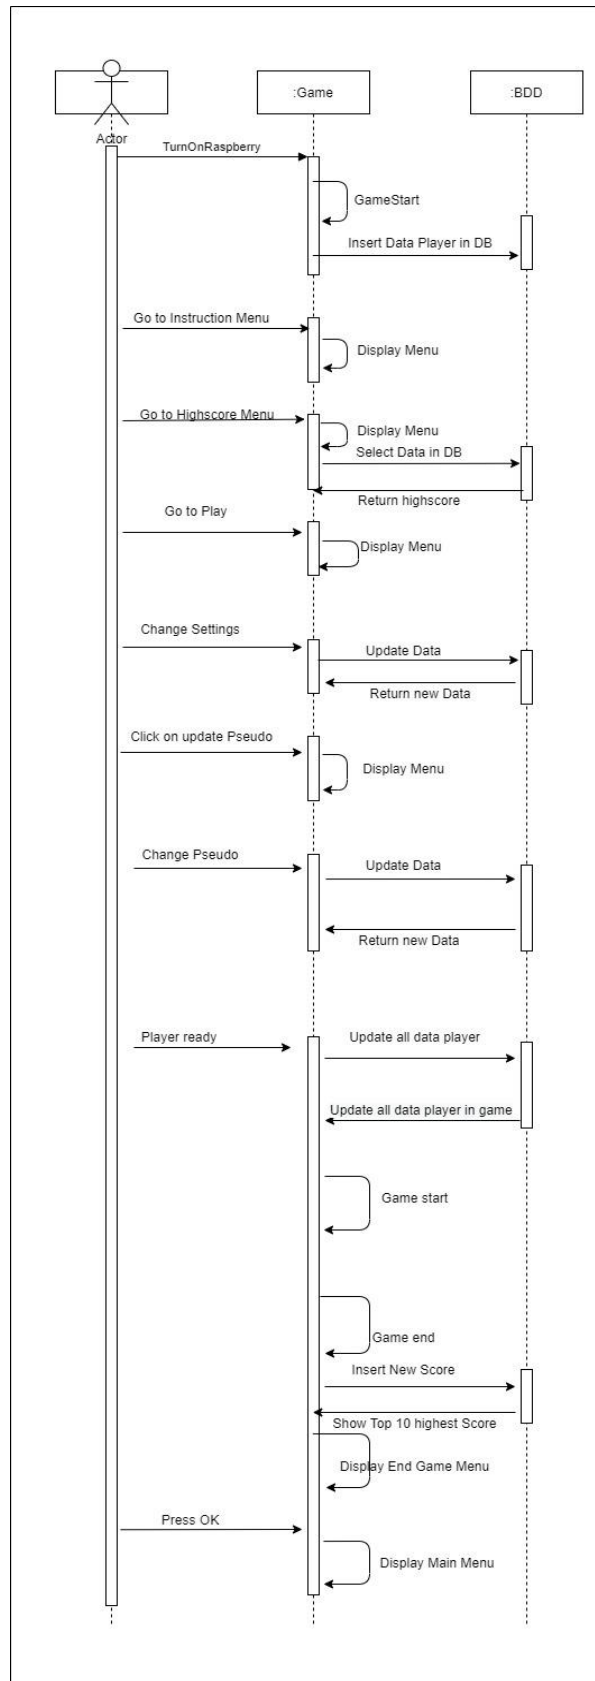 :Game
:BDD
Actor
TurnOnRaspberry
GameStart
Insert Data Player in DB
Go to Instruction Menu
Display Menu
Go to Highscore Menu
Display Menu
Select Data in DB
Return highscore
Go to Play
Display Menu
Change Settings
Update Data
Return new Data
Click on update Pseudo
Display Menu
Change Pseudo
Update Data
Return new Data
Player ready
Update all data player
Update all data player in game
Game start
Game end
Insert New Score
Show Top 10 highest Score
Display End Game Menu
Press OK
Display Main Menu